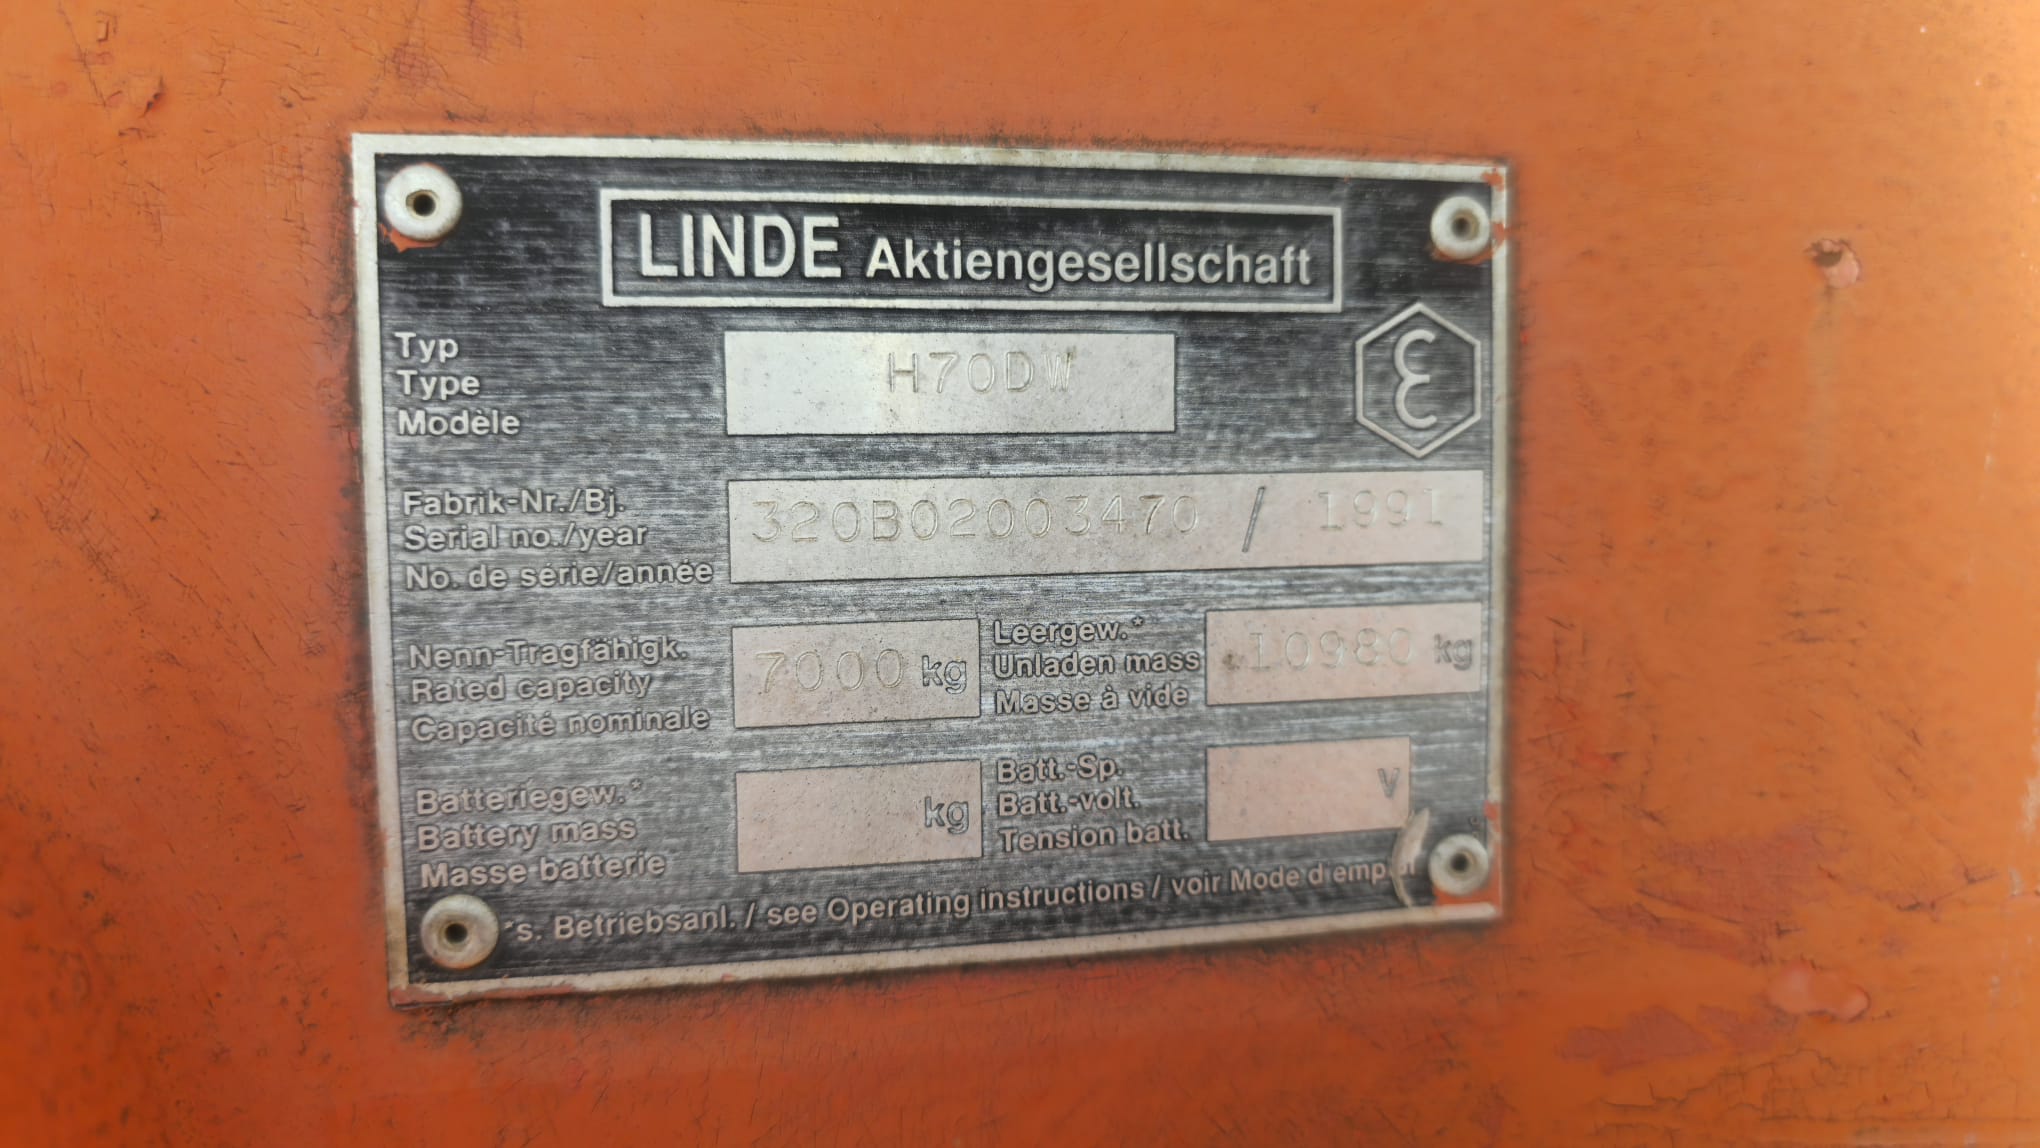 LINDE Aktiengesellschaft
Typ
Type
Modèle
H70DW
Fabrik-Nr./Bj.
Serial no./year
No. de série/année
320B02003470 / 1991
Nenn-Tragfähigk.
Rated capacity
Capacité nominale
7000 kg
Leergew.*
Unladen mass
Masse à vide
10980 kg
Batteriegew.*
Battery mass
Masse batterie
kg
Batt.-Sp.
Batt.-volt.
Tension batt.
V
*s. Betriebsanl. / see Operating instructions / voir Mode d'emploi